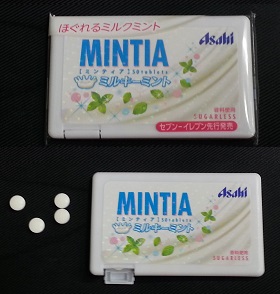 ほぐれるミルクミント
MINTIA
Asahi
[ミンティア] 50tablets
ミルキーミント
SUGARLESS
セブン-イレブン先行発売
MINTIA
Asahi
[ミンティア] 50tablets
ミルキーミント
SUGARLESS